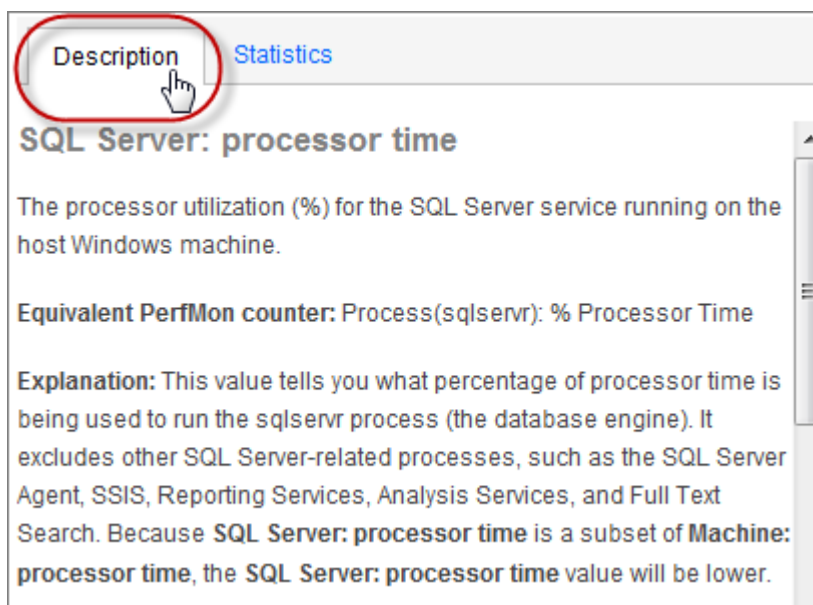 Description
Statistics
SQL Server: processor time
The processor utilization (%) for the SQL Server service running on the
host Windows machine.
Equivalent PerfMon counter: Process(sqlservr): % Processor Time
Explanation: This value tells you what percentage of processor time is
being used to run the sqlservr process (the database engine). It
excludes other SQL Server-related processes, such as the SQL Server
Agent, SSIS, Reporting Services, Analysis Services, and Full Text
Search. Because SQL Server: processor time is a subset of Machine:
processor time, the SQL Server: processor time value will be lower.